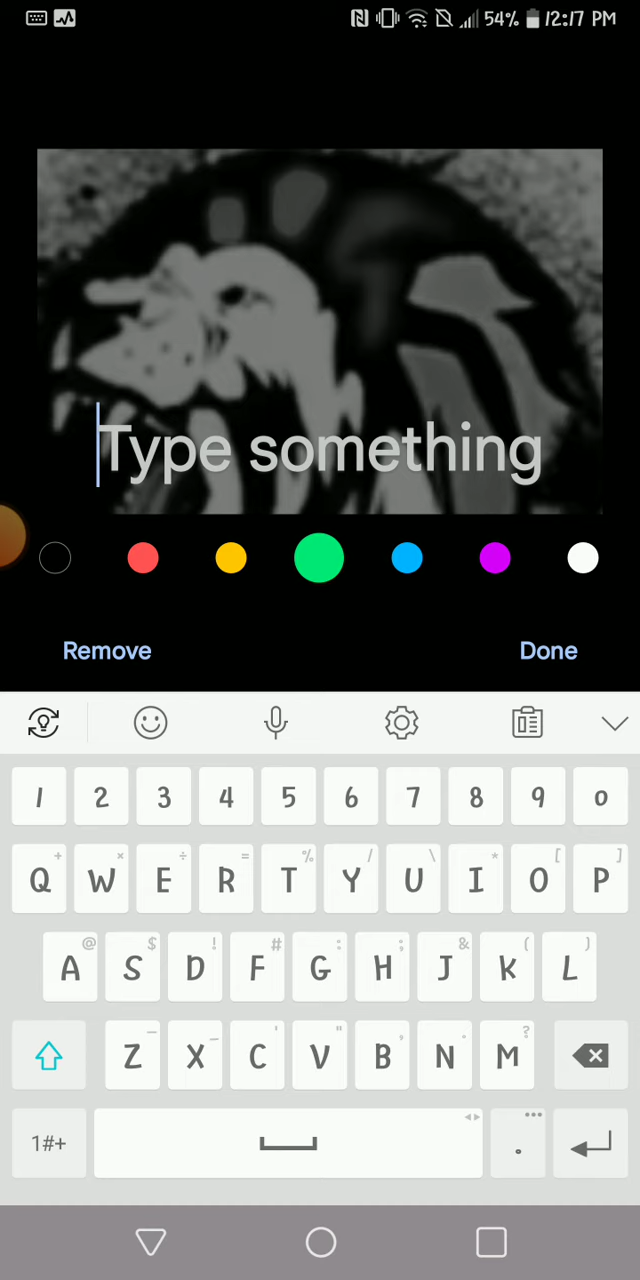 54% 12:17 PM
Type something
Remove Done
1 2 3 4 5 6 7 8 9 0
+ × ÷ = % / \ * [ ]
Q W E R T Y U I O P
@ $ ! # : ; & ( )
A S D F G H J K L
- _ ' " , . ?
Z X C V B N M
1#+ .